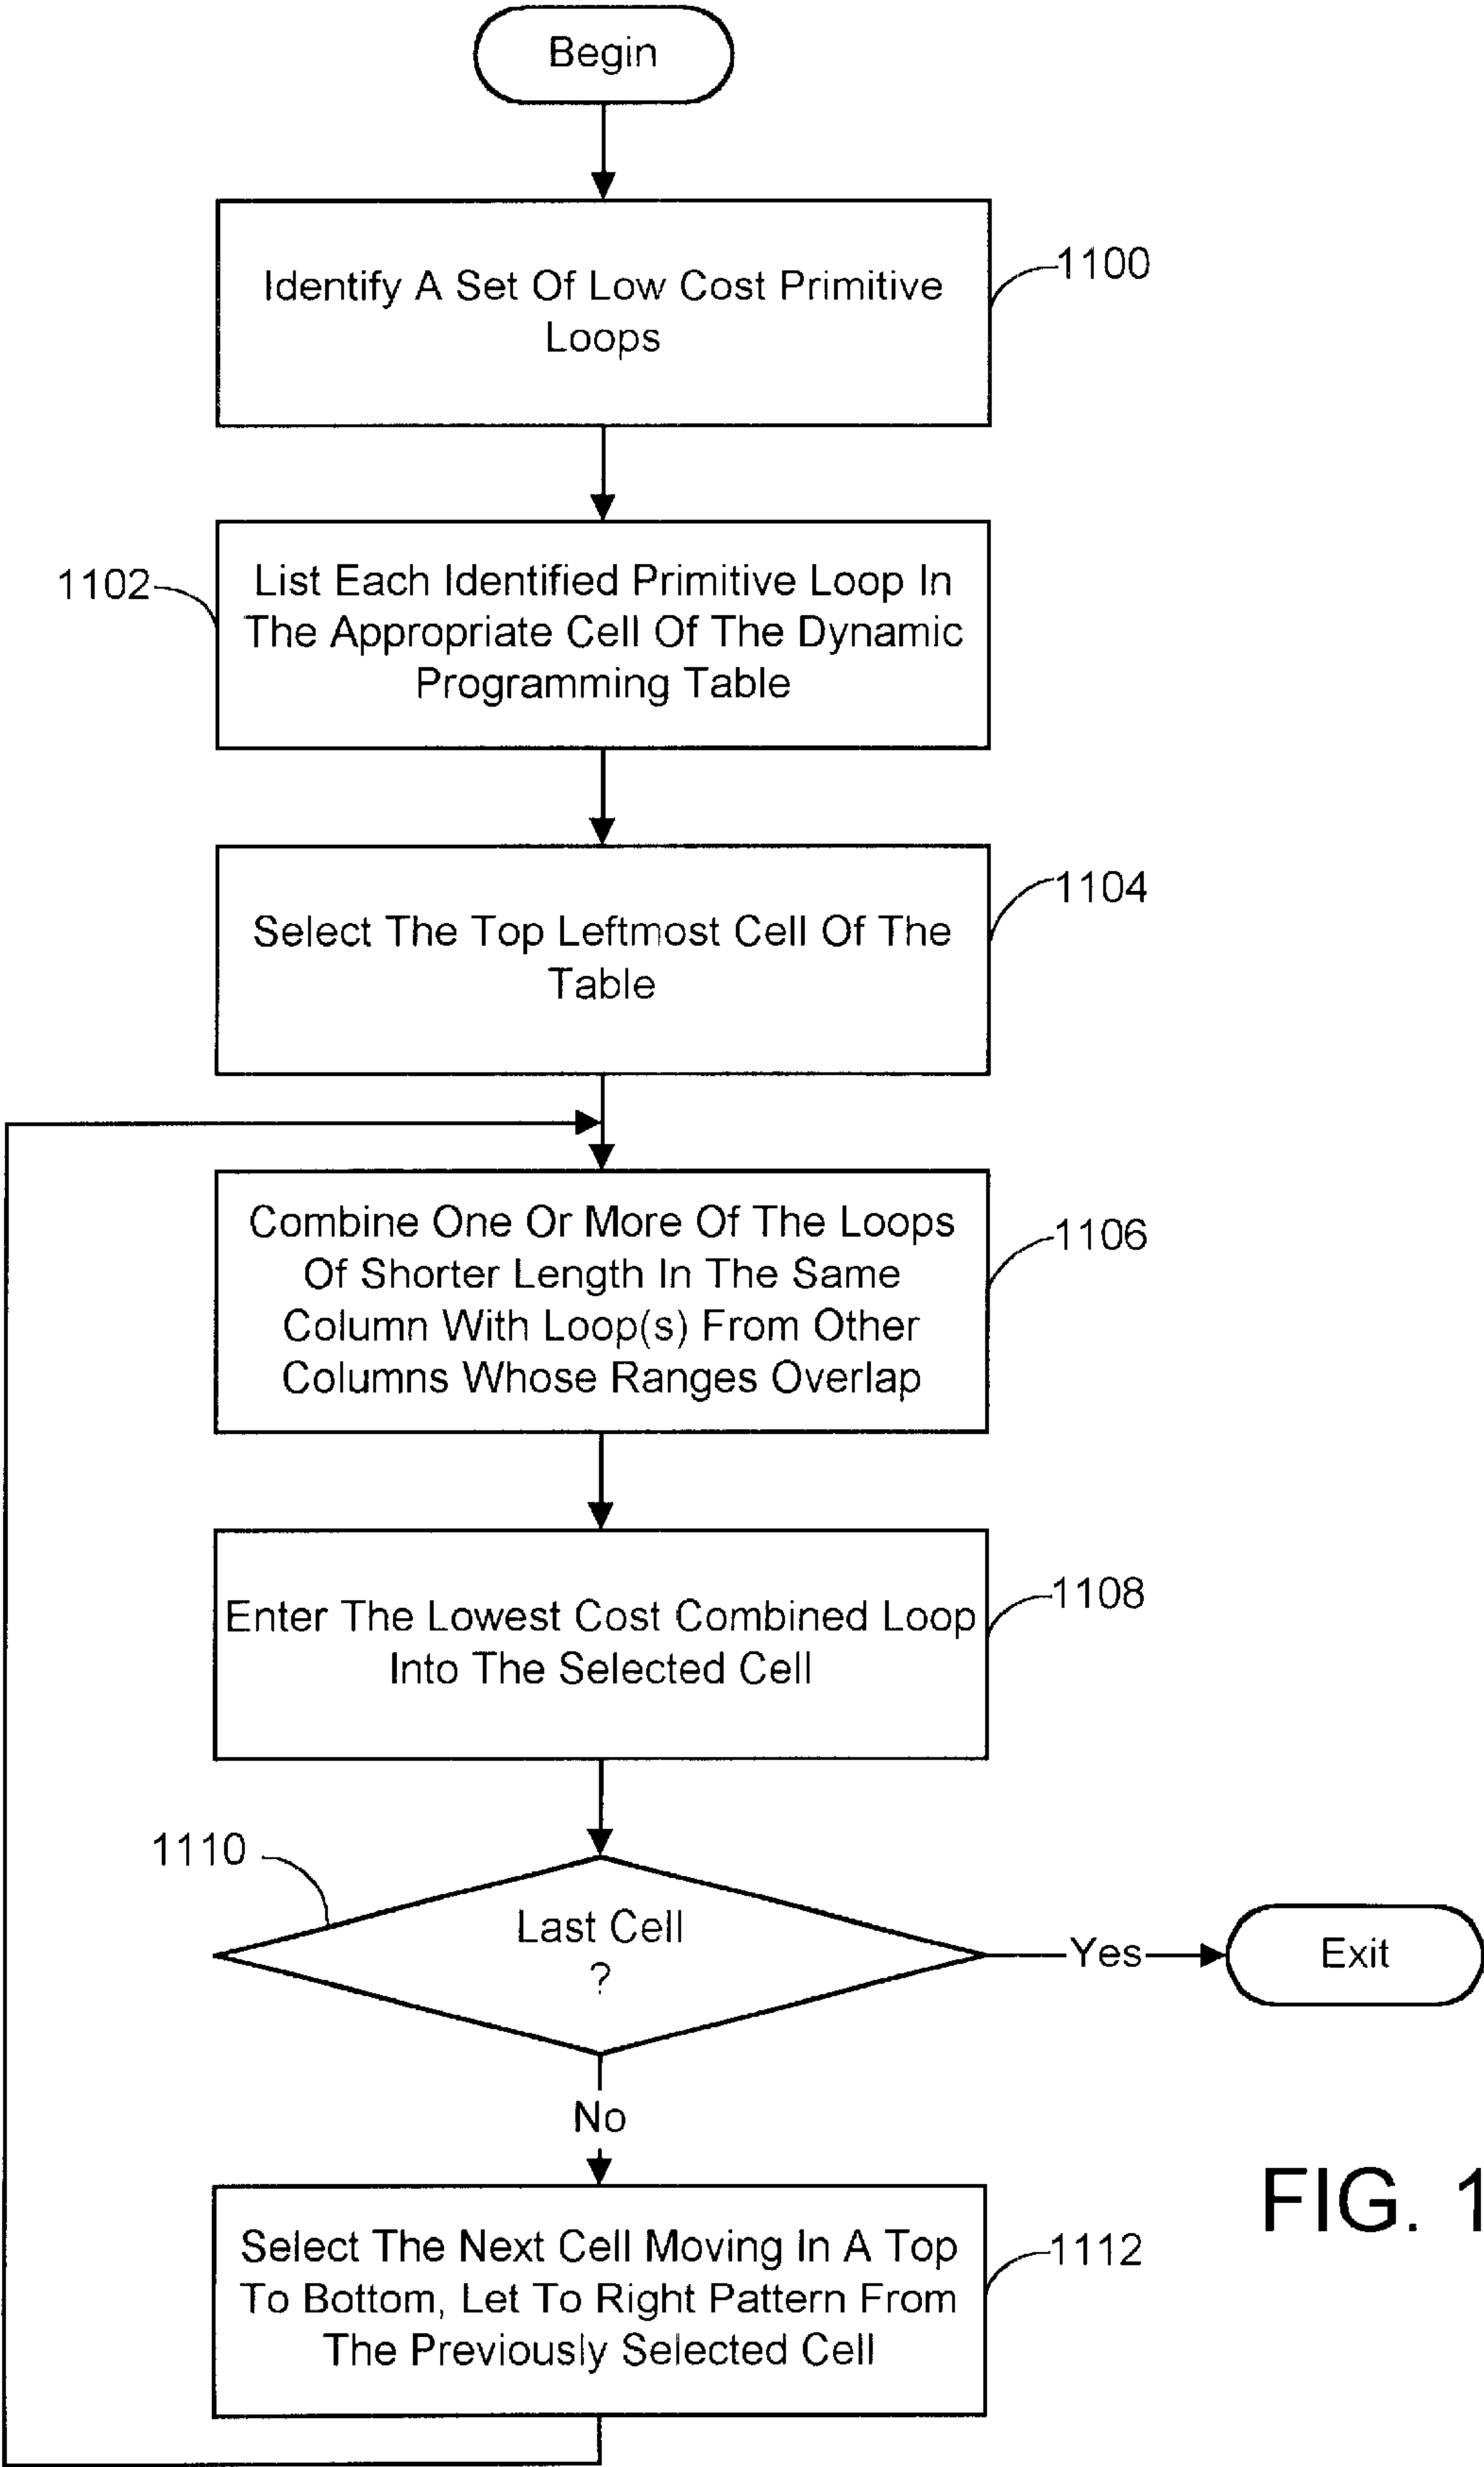 Begin
Identify A Set Of Low Cost Primitive
Loops
1100
1102
List Each Identified Primitive Loop In
The Appropriate Cell Of The Dynamic
Programming Table
1104
Select The Top Leftmost Cell Of The
Table
Combine One Or More Of The Loops
Of Shorter Length In The Same
Column With Loop(s) From Other
Columns Whose Ranges Overlap
1106
Enter The Lowest Cost Combined Loop
Into The Selected Cell
1108
1110
Last Cell
?
Yes
Exit
No
Select The Next Cell Moving In A Top
To Bottom, Let To Right Pattern From
The Previously Selected Cell
1112
FIG. 1